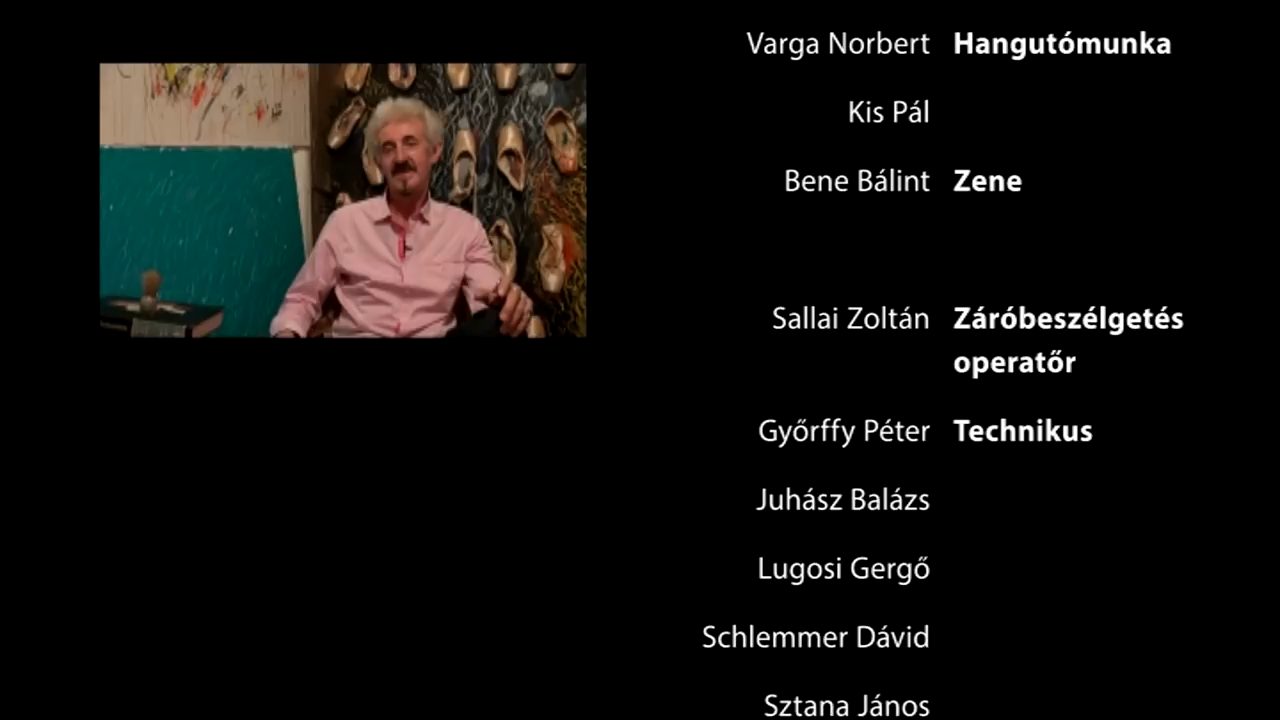 Varga Norbert Hangutómunka
Kis Pál
Bene Bálint Zene
Sallai Zoltán Záróbeszélgetés
operatőr
Győrffy Péter Technikus
Juhász Balázs
Lugosi Gergő
Schlemmer Dávid
Sztana János